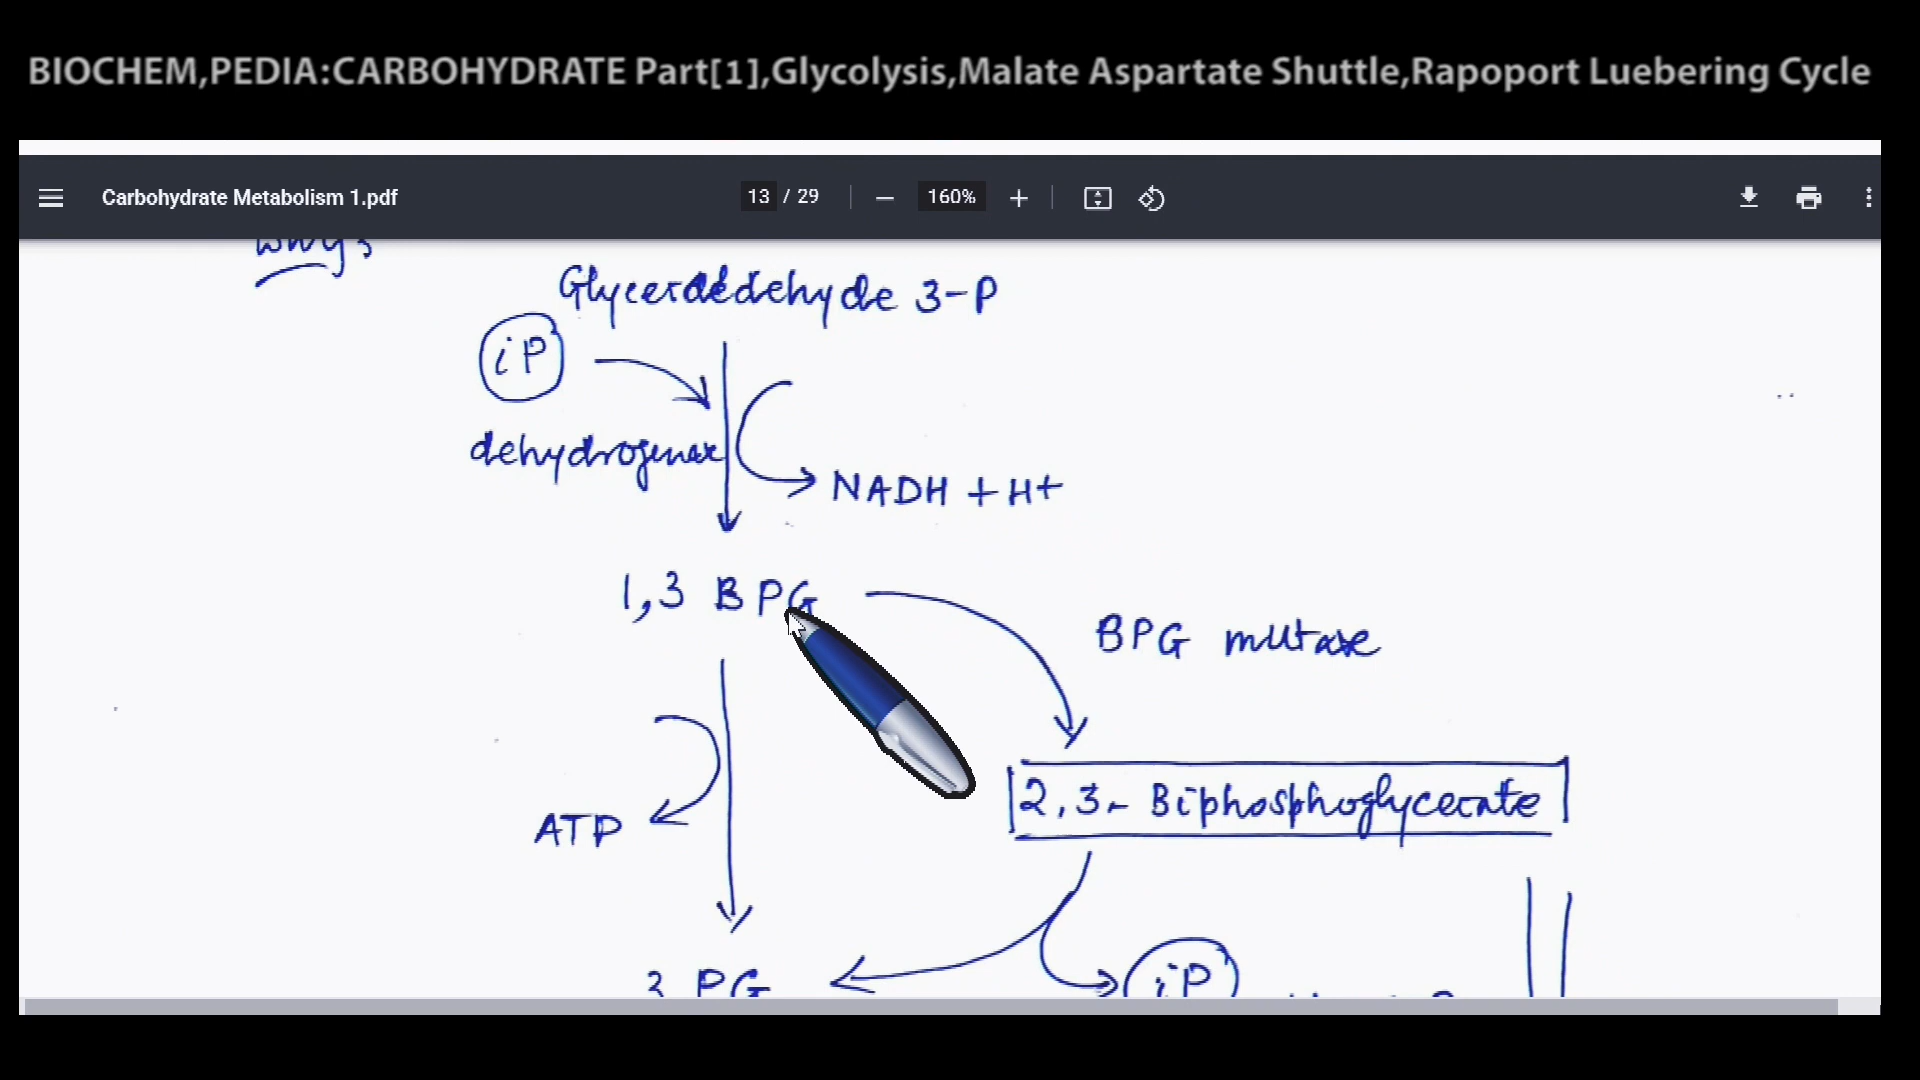 BIOCHEM,PEDIA:CARBOHYDRATE Part[1],Glycolysis,Malate Aspartate Shuttle,Rapoport Luebering Cycle
Carbohydrate Metabolism 1.pdf
13 / 29
160%
Glyceraldehyde 3-P
iP
dehydrogenase
NADH + H+
1,3 BPG
BPG mutase
2,3- Biphosphoglycerate
ATP
3 PG
iP